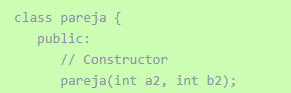 class pareja {
public:
// Constructor
pareja(int a2, int b2);